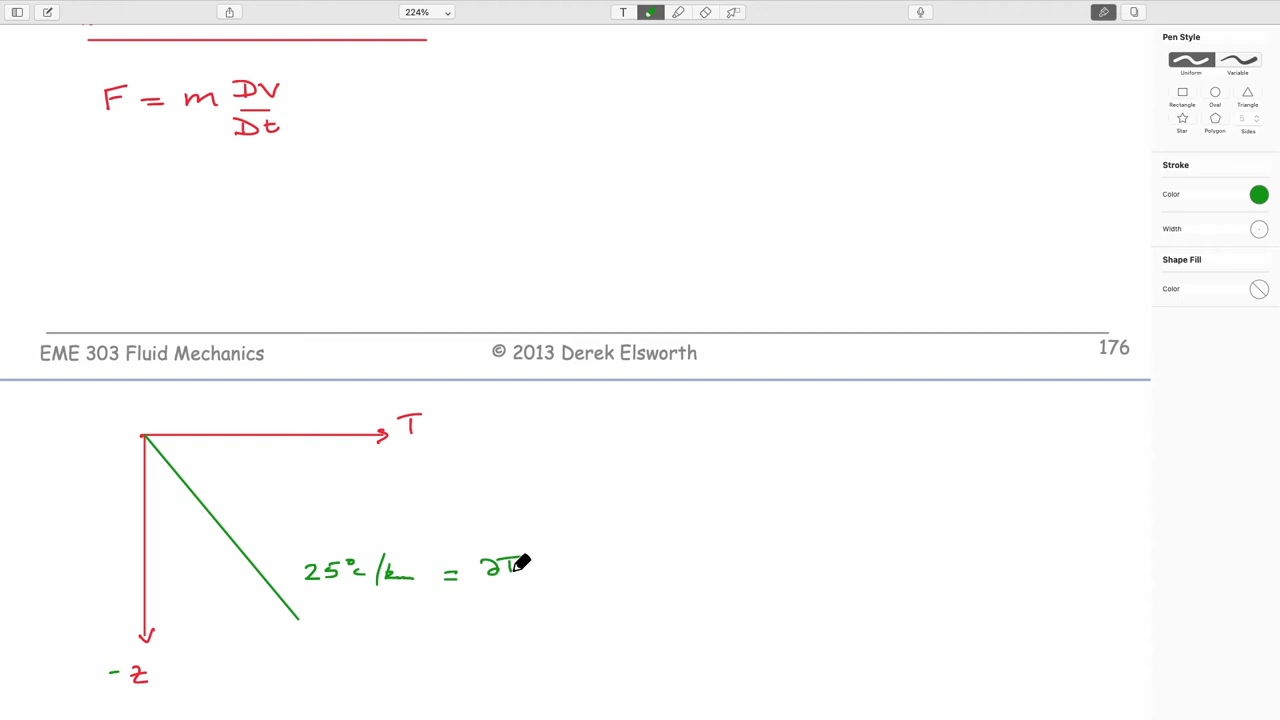 224%
T
Pen Style
Uniform Variable
Rectangle Oval Triangle
5
Star Polygon Sides
Stroke
Color
Width
Shape Fill
Color
F = m DV
Dt
EME 303 Fluid Mechanics © 2013 Derek Elsworth 176
T
25°c/km = ∂T
-z